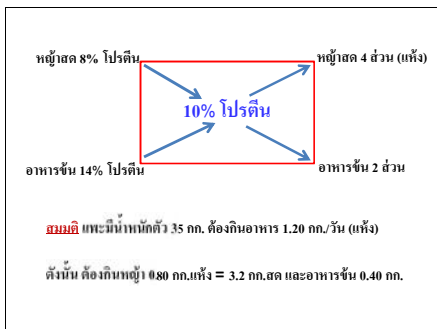 หญ้าสด 8% โปรตีน
หญ้าสด 4 ส่วน (แห้ง)
10% โปรตีน
อาหารข้น 14% โปรตีน
อาหารข้น 2 ส่วน
สมมติ แพะมีน้ำหนักตัว 35 กก. ต้องกินอาหาร 1.20 กก./วัน (แห้ง)
ดังนั้น ต้องกินหญ้า 0.80 กก.แห้ง = 3.2 กก.สด และอาหารข้น 0.40 กก.